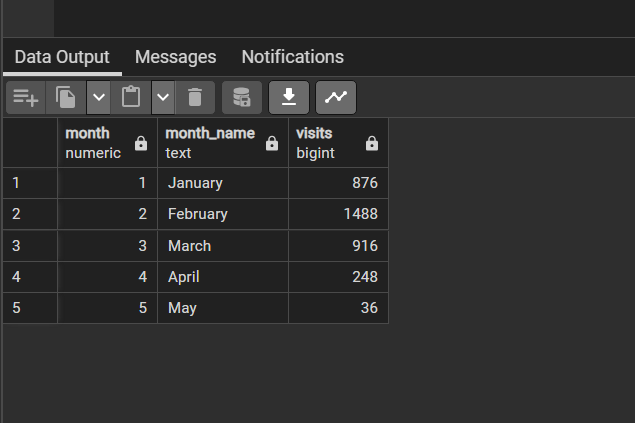 Data Output Messages Notifications
month month_name visits
numeric text bigint
1 1 January 876
2 2 February 1488
3 3 March 916
4 4 April 248
5 5 May 36